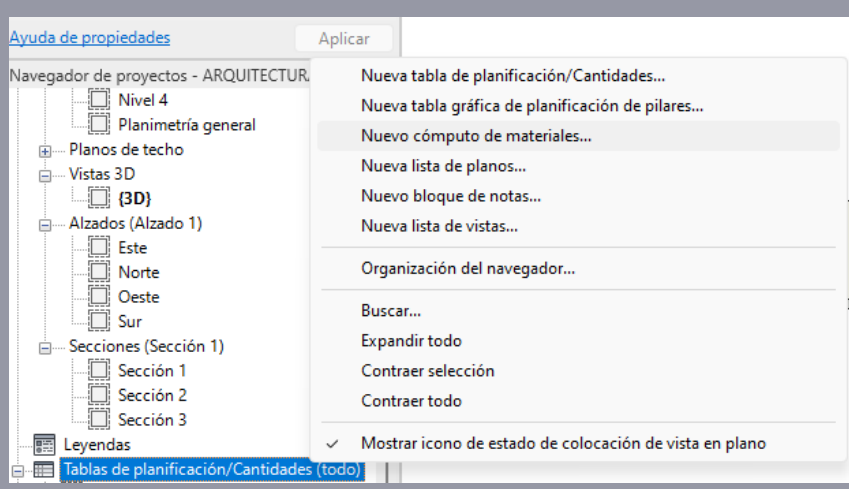 Ayuda de propiedades
Aplicar
Navegador de proyectos - ARQUITECTURA
Nivel 4
Planimetría general
Planos de techo
Vistas 3D
{3D}
Alzados (Alzado 1)
Este
Norte
Oeste
Sur
Secciones (Sección 1)
Sección 1
Sección 2
Sección 3
Leyendas
Tablas de planificación/Cantidades (todo)
Nueva tabla de planificación/Cantidades...
Nueva tabla gráfica de planificación de pilares...
Nuevo cómputo de materiales...
Nueva lista de planos...
Nuevo bloque de notas...
Nueva lista de vistas...
Organización del navegador...
Buscar...
Expandir todo
Contraer selección
Contraer todo
Mostrar icono de estado de colocación de vista en plano